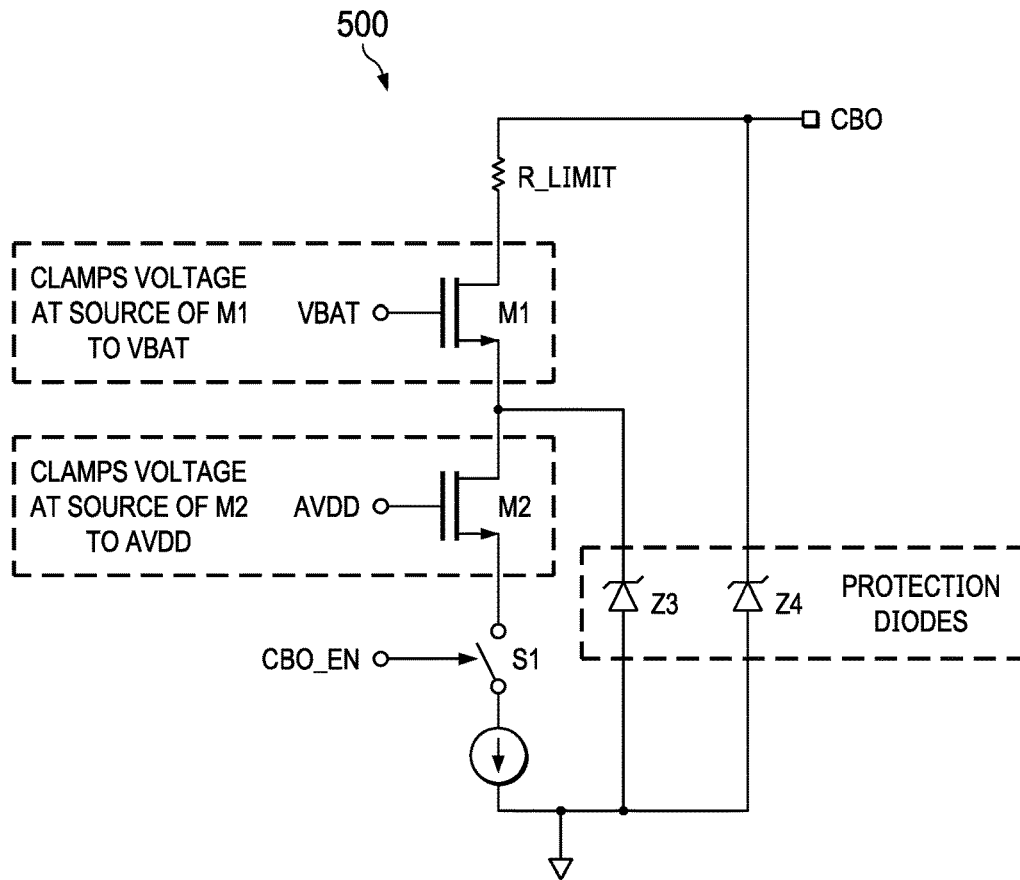 500
CBO
R_LIMIT
CLAMPS VOLTAGE
AT SOURCE OF M1
TO VBAT
VBAT
M1
CLAMPS VOLTAGE
AT SOURCE OF M2
TO AVDD
AVDD
M2
Z3
Z4
PROTECTION
DIODES
CBO_EN
S1